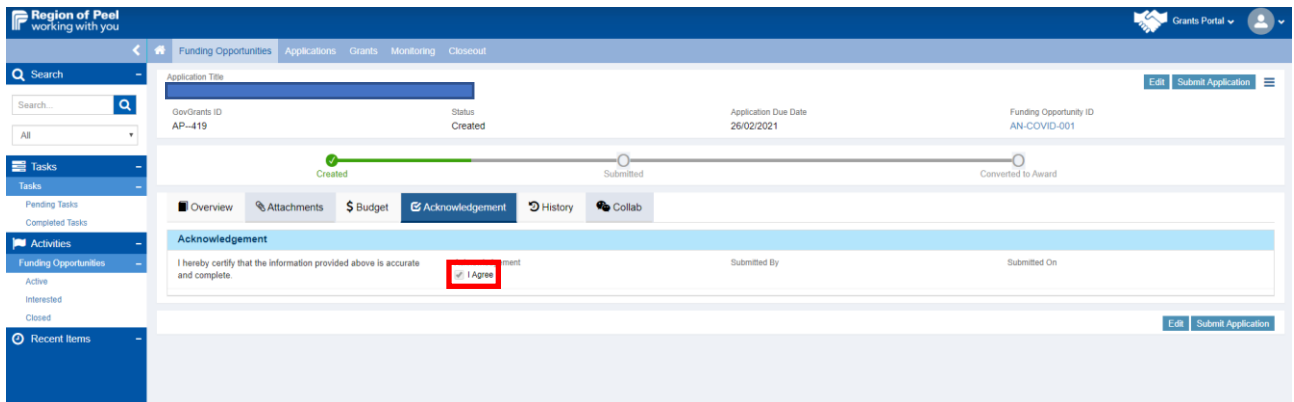 Region of Peel
working with you
Grants Portal
Funding Opportunities Applications Grants Monitoring Closeout
Search
Search...
All
Tasks
Tasks
Pending Tasks
Completed Tasks
Activities
Funding Opportunities
Active
Interested
Closed
Recent Items
Application Title
Edit Submit Application
GovGrants ID Status Application Due Date Funding Opportunity ID
AP--419 Created 26/02/2021 AN-COVID-001
Created Submitted Converted to Award
Overview Attachments $ Budget Acknowledgement History Collab
Acknowledgement
I hereby certify that the information provided above is accurate
and complete.
ment
I Agree
Submitted By Submitted On
Edit Submit Application